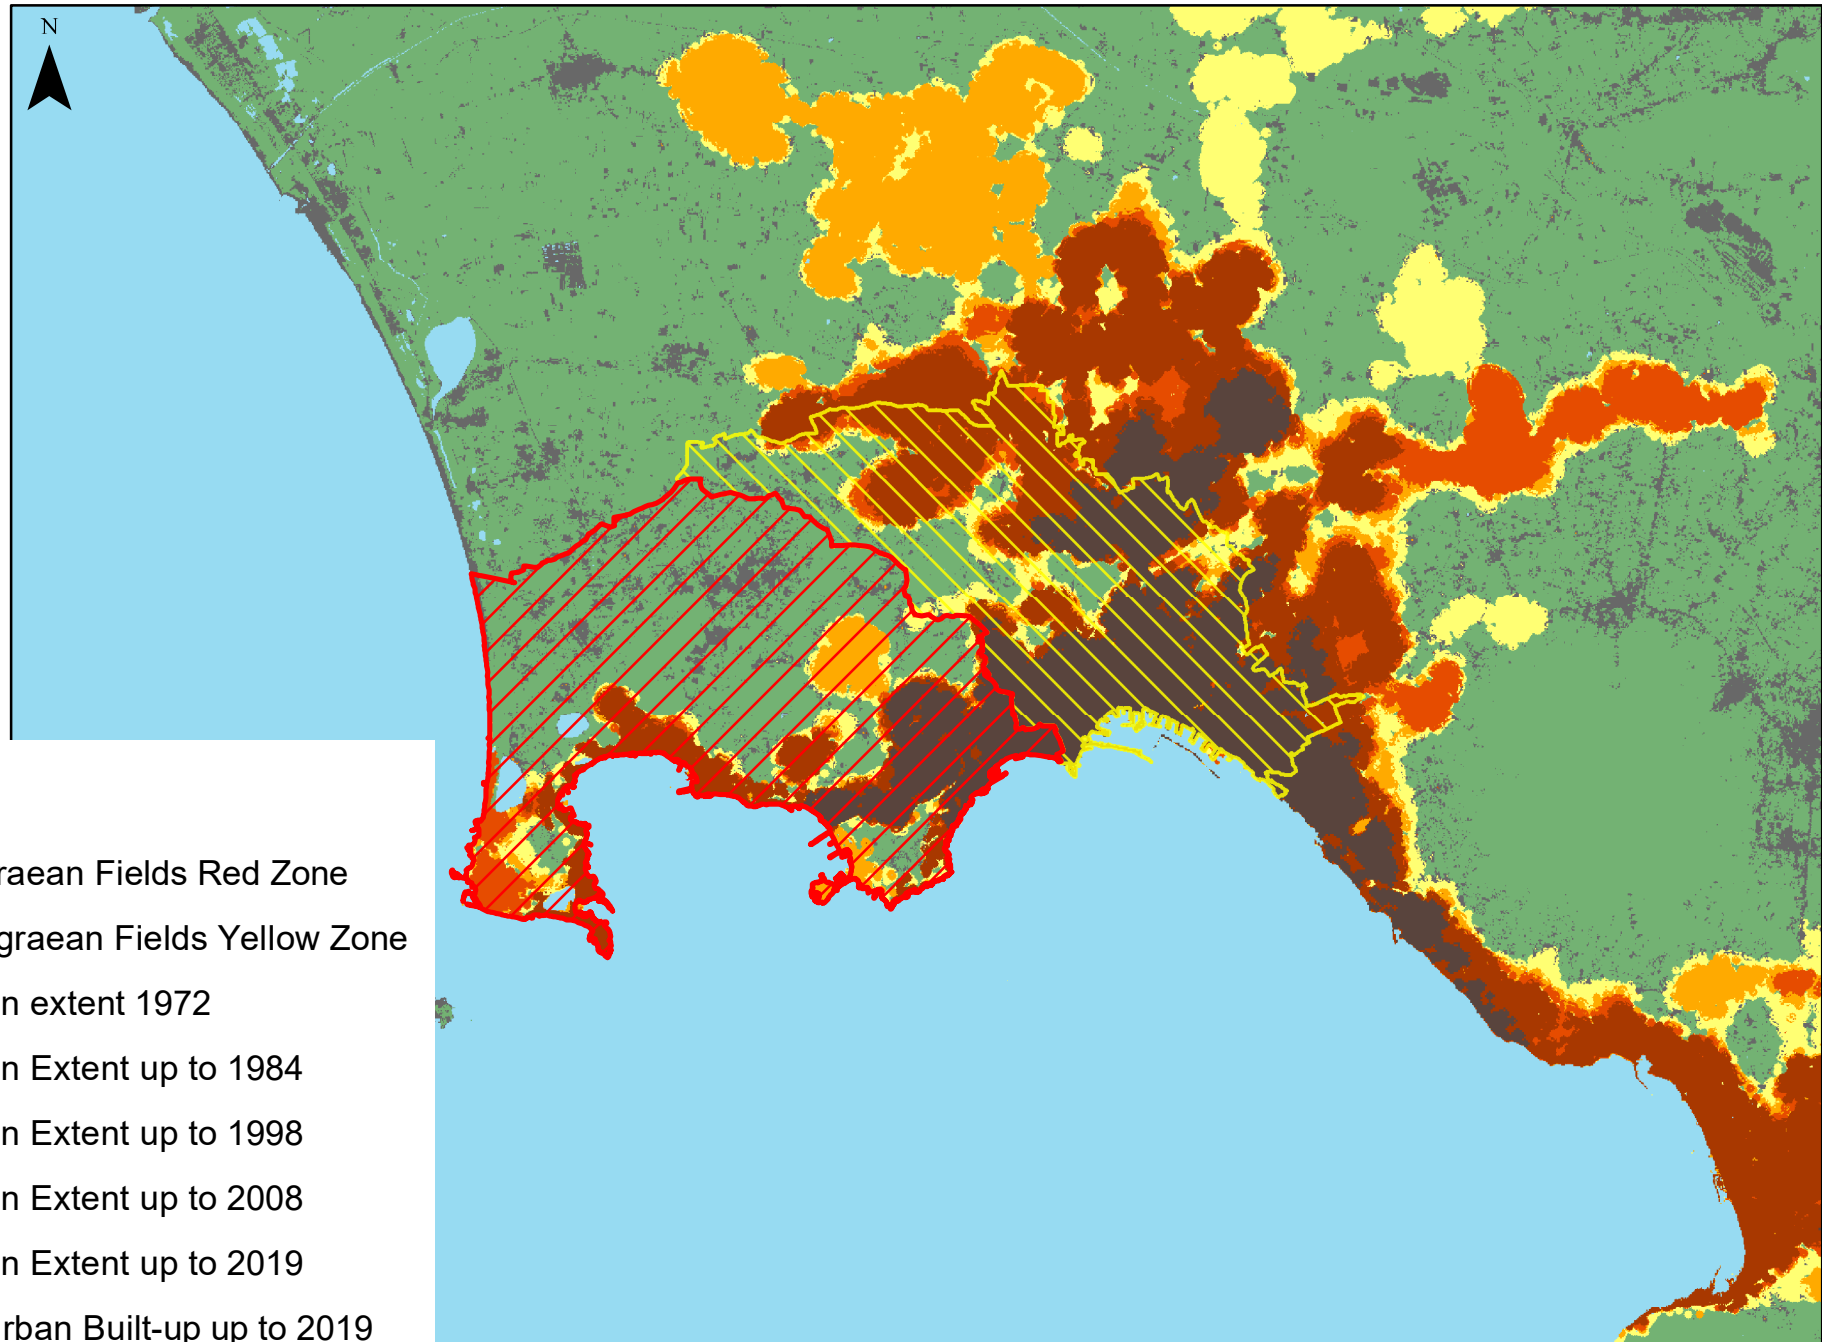 N
raean Fields Red Zone
graean Fields Yellow Zone
n extent 1972
n Extent up to 1984
n Extent up to 1998
n Extent up to 2008
n Extent up to 2019
rban Built-up up to 2019